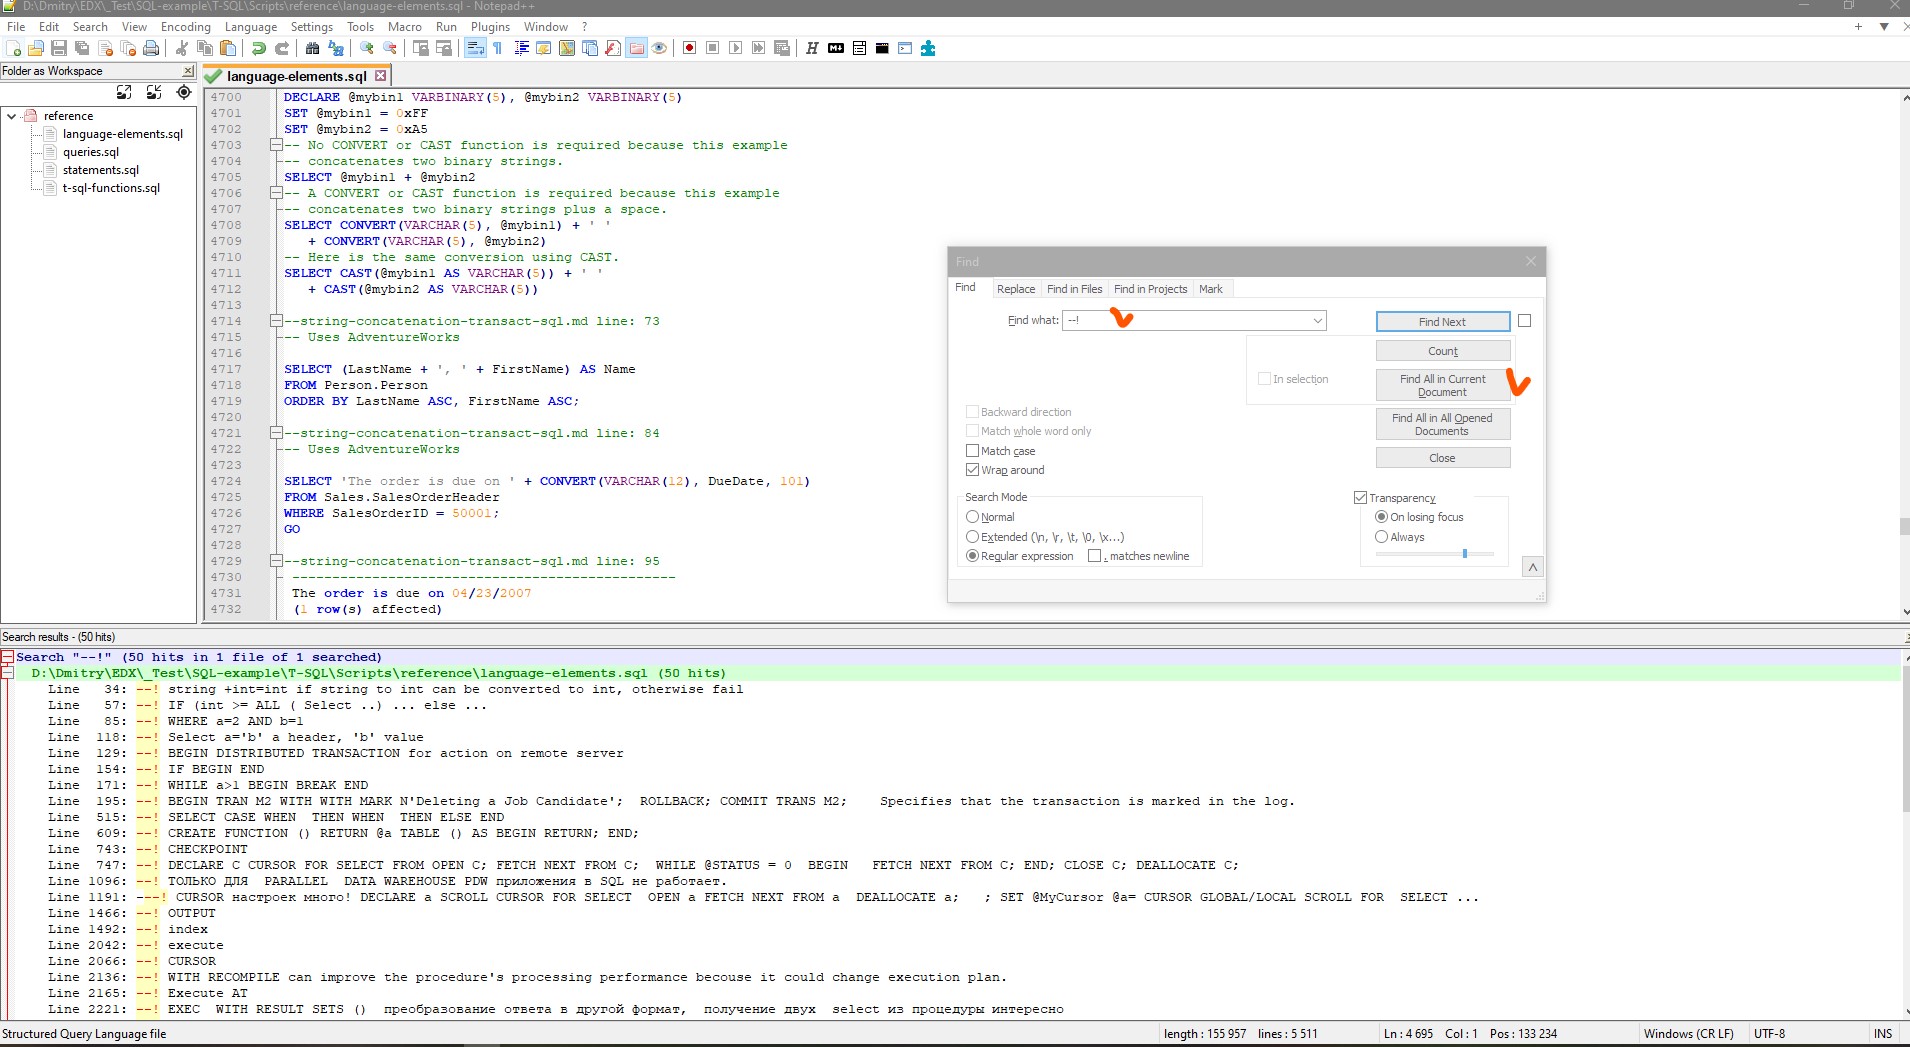 D:\Dmitry\EDX\_Test\SQL-example\T-SQL\Scripts\reference\language-elements.sql - Notepad++
File Edit Search View Encoding Language Settings Tools Macro Run Plugins Window ?
Folder as Workspace
language-elements.sql
reference
language-elements.sql
queries.sql
statements.sql
t-sql-functions.sql
4700 DECLARE @mybin1 VARBINARY(5), @mybin2 VARBINARY(5)
4701 SET @mybin1 = 0xFF
4702 SET @mybin2 = 0xA5
4703 -- No CONVERT or CAST function is required because this example
4704 -- concatenates two binary strings.
4705 SELECT @mybin1 + @mybin2
4706 -- A CONVERT or CAST function is required because this example
4707 -- concatenates two binary strings plus a space.
4708 SELECT CONVERT(VARCHAR(5), @mybin1) + ' '
4709 + CONVERT(VARCHAR(5), @mybin2)
4710 -- Here is the same conversion using CAST.
4711 SELECT CAST(@mybin1 AS VARCHAR(5)) + ' '
4712 + CAST(@mybin2 AS VARCHAR(5))
4713
4714 --string-concatenation-transact-sql.md line: 73
4715 -- Uses AdventureWorks
4716
4717 SELECT (LastName + ', ' + FirstName) AS Name
4718 FROM Person.Person
4719 ORDER BY LastName ASC, FirstName ASC;
4720
4721 --string-concatenation-transact-sql.md line: 84
4722 -- Uses AdventureWorks
4723
4724 SELECT 'The order is due on ' + CONVERT(VARCHAR(12), DueDate, 101)
4725 FROM Sales.SalesOrderHeader
4726 WHERE SalesOrderID = 50001;
4727 GO
4728
4729 --string-concatenation-transact-sql.md line: 95
4730 ------------------------------------------------
4731 The order is due on 04/23/2007
4732 (1 row(s) affected)
Find
Find Replace Find in Files Find in Projects Mark
Find what: --!
Find Next
Count
In selection
Find All in Current Document
Find All in All Opened Documents
Close
Backward direction
Match whole word only
Match case
Wrap around
Search Mode
Normal
Extended (\n, \r, \t, \0, \x...)
Regular expression . matches newline
Transparency
On losing focus
Always
Search results - (50 hits)
Search "--!" (50 hits in 1 file of 1 searched)
D:\Dmitry\EDX\_Test\SQL-example\T-SQL\Scripts\reference\language-elements.sql (50 hits)
Line 34: --! string +int=int if string to int can be converted to int, otherwise fail
Line 57: --! IF (int >= ALL ( Select ..) ... else ...
Line 85: --! WHERE a=2 AND b=1
Line 118: --! Select a='b' a header, 'b' value
Line 129: --! BEGIN DISTRIBUTED TRANSACTION for action on remote server
Line 154: --! IF BEGIN END
Line 171: --! WHILE a>1 BEGIN BREAK END
Line 195: --! BEGIN TRAN M2 WITH WITH MARK N'Deleting a Job Candidate'; ROLLBACK; COMMIT TRANS M2; Specifies that the transaction is marked in the log.
Line 515: --! SELECT CASE WHEN THEN WHEN THEN ELSE END
Line 609: --! CREATE FUNCTION () RETURN @a TABLE () AS BEGIN RETURN; END;
Line 743: --! CHECKPOINT
Line 747: --! DECLARE C CURSOR FOR SELECT FROM OPEN C; FETCH NEXT FROM C; WHILE @STATUS = 0 BEGIN FETCH NEXT FROM C; END; CLOSE C; DEALLOCATE C;
Line 1096: --! ТОЛЬКО ДЛЯ PARALLEL DATA WAREHOUSE PDW приложения в SQL не работает.
Line 1191: ---! CURSOR настроек много! DECLARE a SCROLL CURSOR FOR SELECT OPEN a FETCH NEXT FROM a DEALLOCATE a; ; SET @MyCursor @a= CURSOR GLOBAL/LOCAL SCROLL FOR SELECT ...
Line 1466: --! OUTPUT
Line 1492: --! index
Line 2042: --! execute
Line 2066: --! CURSOR
Line 2136: --! WITH RECOMPILE can improve the procedure's processing performance becouse it could change execution plan.
Line 2165: --! Execute AT
Line 2221: --! EXEC WITH RESULT SETS () преобразование ответа в другой формат, получение двух select из процедуры интересно
Structured Query Language file length : 155 957 lines : 5 511 Ln : 4 695 Col : 1 Pos : 133 234 Windows (CR LF) UTF-8 INS